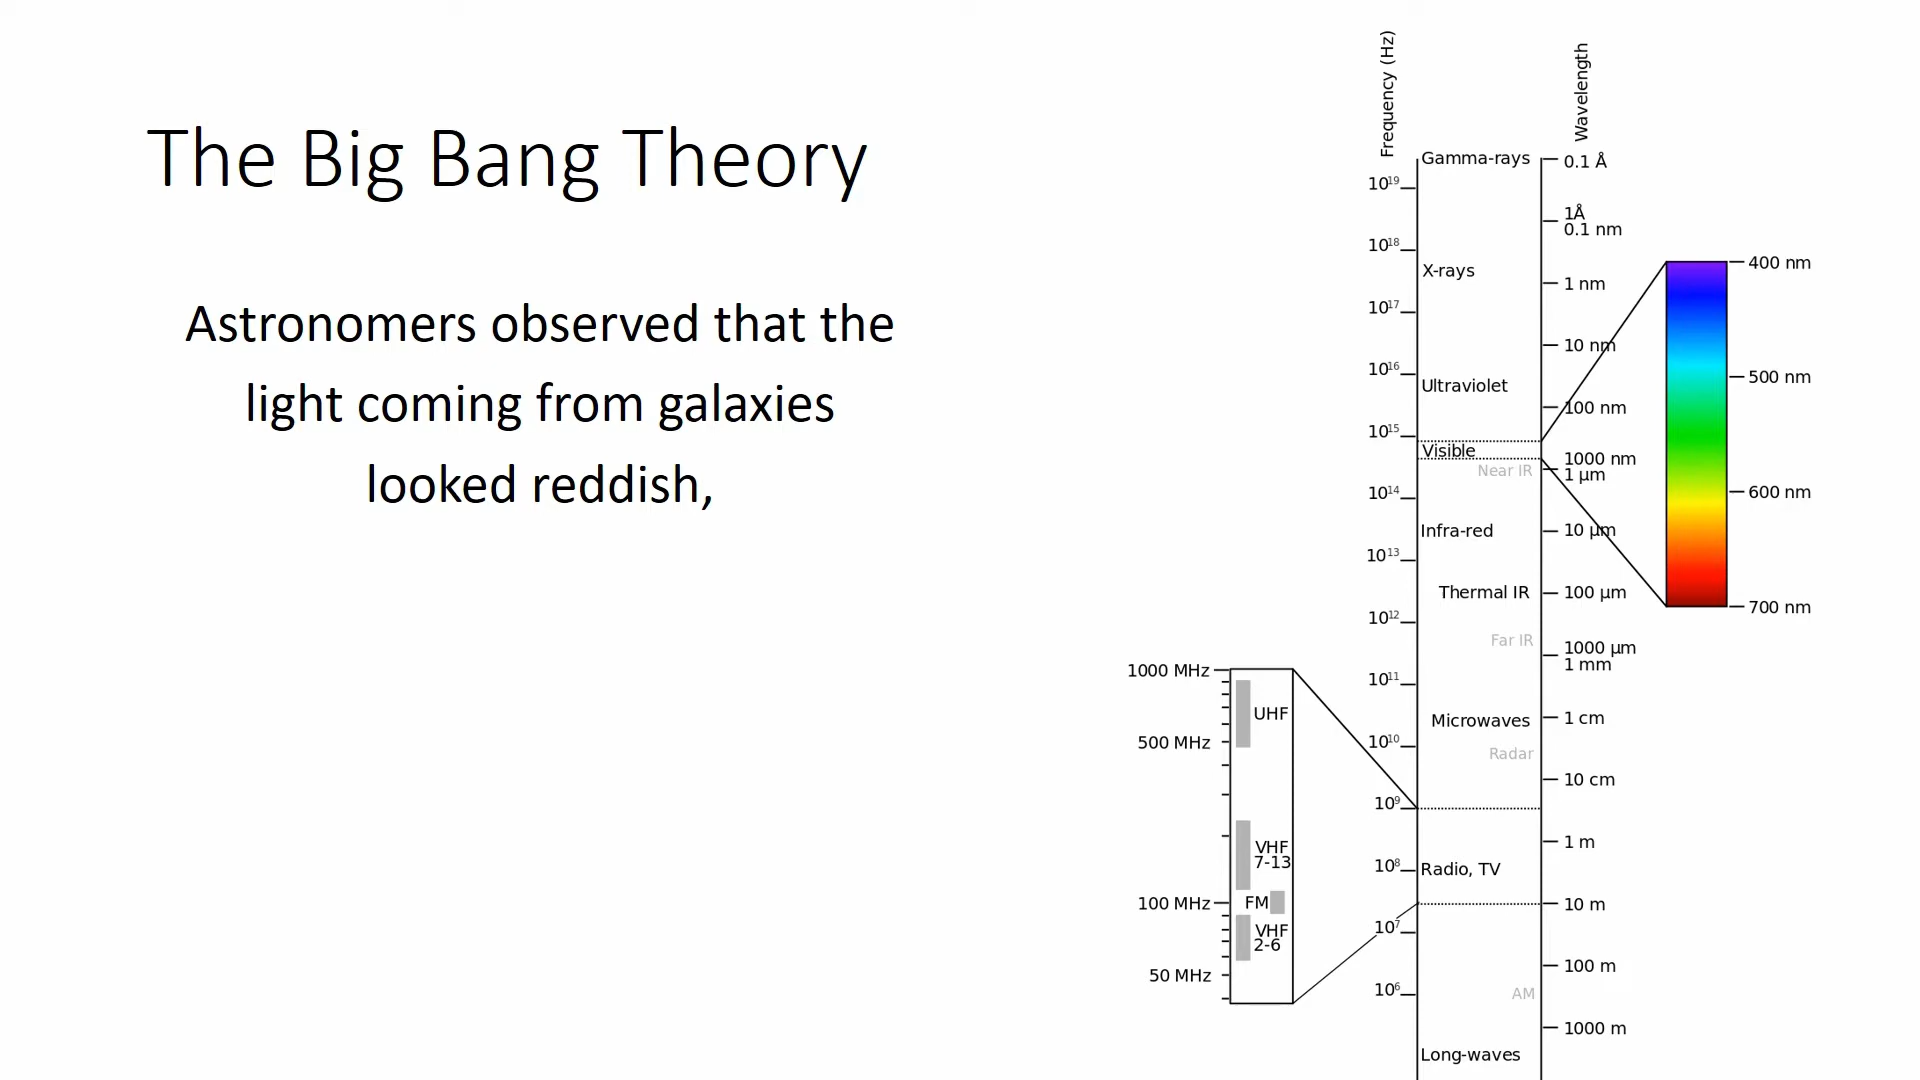 The Big Bang Theory
Astronomers observed that the
light coming from galaxies
looked reddish,
Frequency (Hz)
Wavelength
Gamma-rays
0.1 Å
10¹⁹
1Å
0.1 nm
10¹⁸
X-rays
1 nm
10¹⁷
10 nm
10¹⁶
Ultraviolet
100 nm
10¹⁵
Visible
1000 nm
Near IR
1 µm
10¹⁴
Infra-red
10 µm
10¹³
Thermal IR
100 µm
10¹²
Far IR
1000 µm
1 mm
10¹¹
Microwaves
1 cm
10¹⁰
Radar
10 cm
10⁹
1 m
10⁸
Radio, TV
10 m
10⁷
100 m
10⁶
AM
1000 m
Long-waves
400 nm
500 nm
600 nm
700 nm
1000 MHz
UHF
500 MHz
VHF
7-13
100 MHz
FM
VHF
2-6
50 MHz